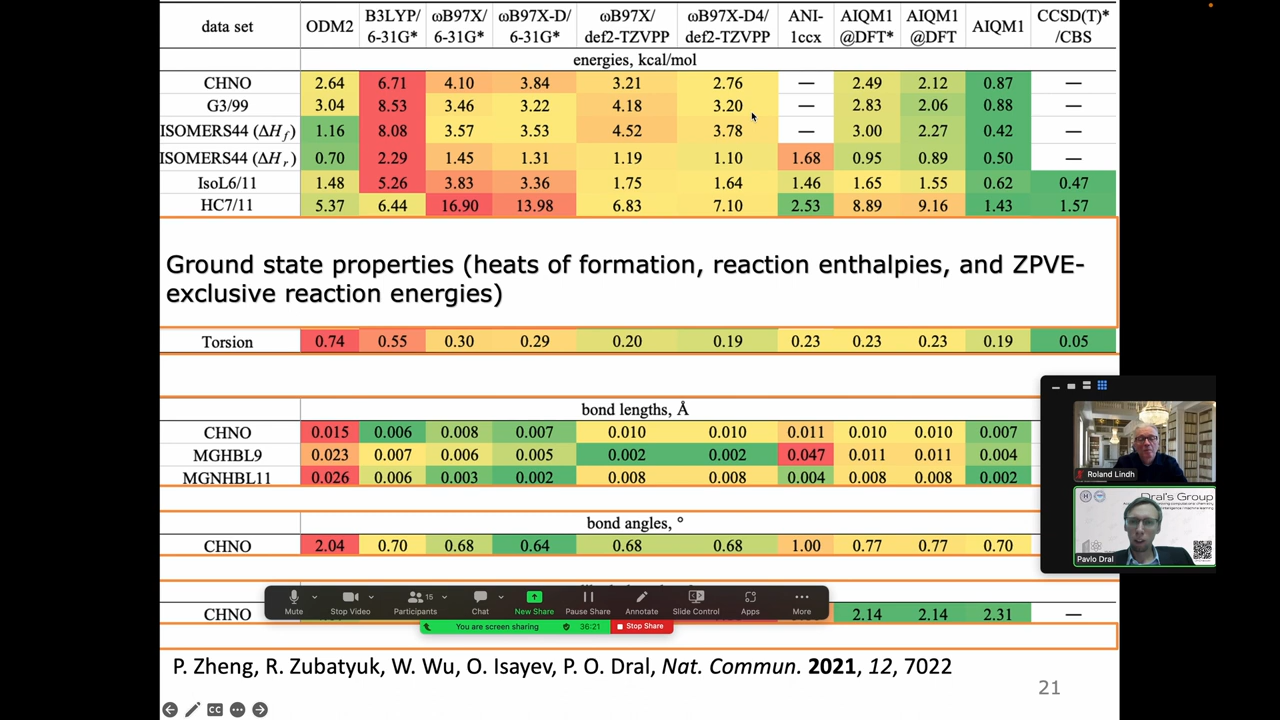 data set ODM2 B3LYP/ 6-31G* ωB97X/ 6-31G* ωB97X-D/ 6-31G* ωB97X/ def2-TZVPP ωB97X-D4/ def2-TZVPP ANI- 1ccx AIQM1 @DFT* AIQM1 @DFT AIQM1 CCSD(T)* /CBS
energies, kcal/mol
CHNO 2.64 6.71 4.10 3.84 3.21 2.76 — 2.49 2.12 0.87 —
G3/99 3.04 8.53 3.46 3.22 4.18 3.20 — 2.83 2.06 0.88 —
ISOMERS44 (ΔHf) 1.16 8.08 3.57 3.53 4.52 3.78 — 3.00 2.27 0.42 —
ISOMERS44 (ΔHr) 0.70 2.29 1.45 1.31 1.19 1.10 1.68 0.95 0.89 0.50 —
IsoL6/11 1.48 5.26 3.83 3.36 1.75 1.64 1.46 1.65 1.55 0.62 0.47
HC7/11 5.37 6.44 16.90 13.98 6.83 7.10 2.53 8.89 9.16 1.43 1.57
Ground state properties (heats of formation, reaction enthalpies, and ZPVE-
exclusive reaction energies)
Torsion 0.74 0.55 0.30 0.29 0.20 0.19 0.23 0.23 0.23 0.19 0.05
bond lengths, Å
CHNO 0.015 0.006 0.008 0.007 0.010 0.010 0.011 0.010 0.010 0.007
MGHBL9 0.023 0.007 0.006 0.005 0.002 0.002 0.047 0.011 0.011 0.004
MGNHBL11 0.026 0.006 0.003 0.002 0.008 0.008 0.004 0.008 0.008 0.002
bond angles, °
CHNO 2.04 0.70 0.68 0.64 0.68 0.68 1.00 0.77 0.77 0.70
CHNO 2.14 2.14 2.31 —
Roland Lindh
Dral's Group
Pavlo Dral
15
Mute Stop Video Participants Chat New Share Pause Share Annotate Slide Control Apps More
You are screen sharing 36:21 Stop Share
P. Zheng, R. Zubatyuk, W. Wu, O. Isayev, P. O. Dral, Nat. Commun. 2021, 12, 7022
21
CC